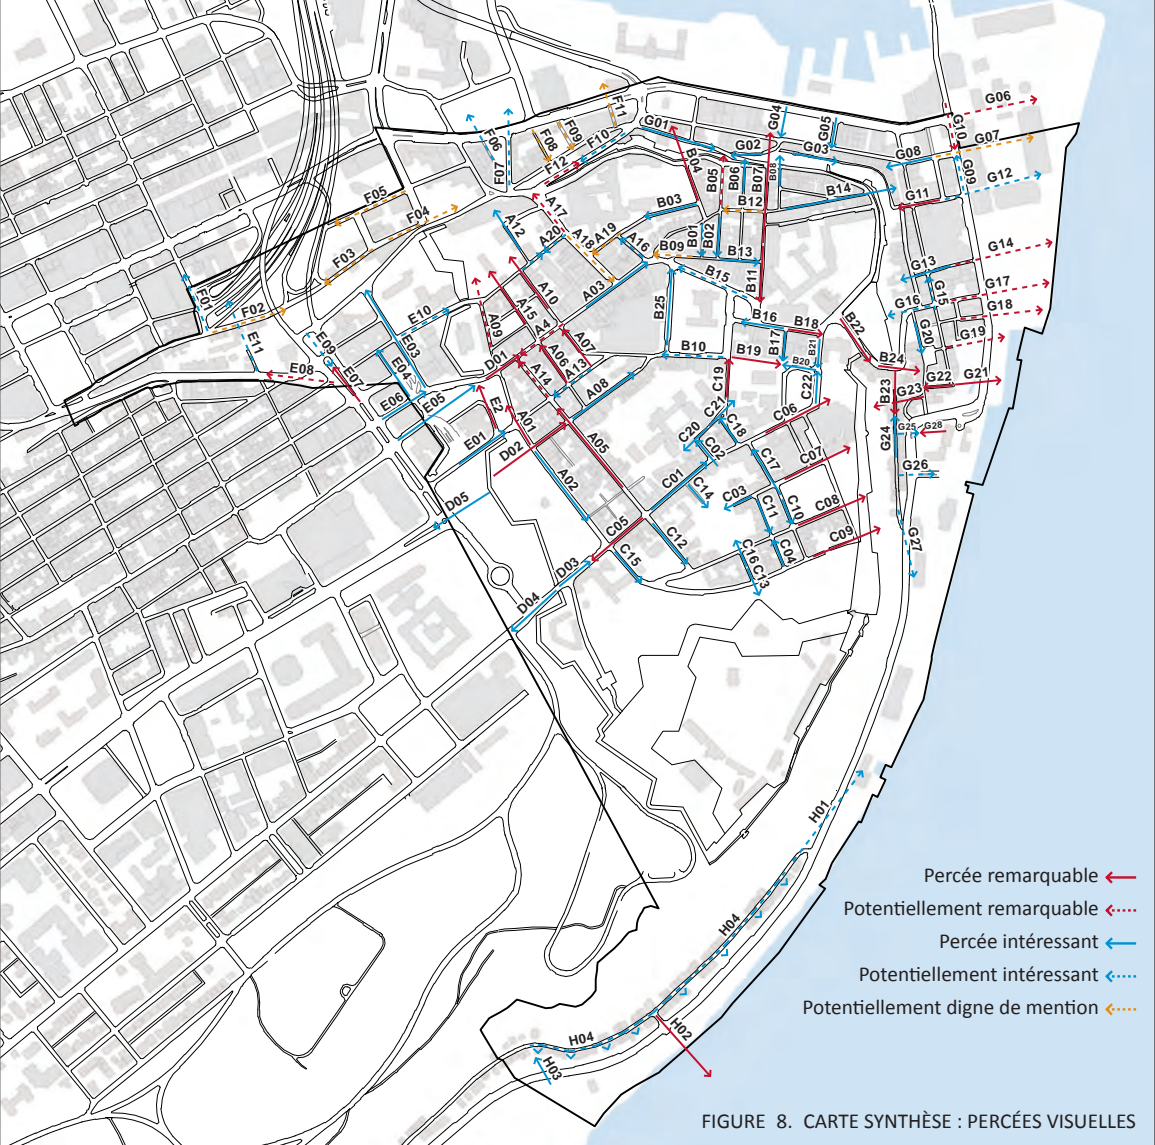 G06
G10
G07
G04
G05
G01
G02
G03
G08
G09
G12
G11
F11
F09
F08
F10
F12
F06
F07
B04
B05
B06
B07
B08
B14
B12
B03
B01
B02
B09
B13
B11
B15
F05
F04
F03
F02
F01
A17
A12
A20
A19
A16
A03
A10
A15
A4
A09
A06
A07
A13
A14
A08
D01
E10
E09
E11
E08
E07
E03
E04
E06
E05
E2
E01
A01
D02
A02
A05
D05
B25
B10
B16
B17
B18
B19
B20
B21
B22
B24
B23
C19
C21
C22
C20
C18
C02
C06
C07
C17
C01
C14
C03
C11
C10
C08
C09
C04
C16
C13
C12
C05
C15
D03
D04
G14
G13
G15
G17
G16
G18
G19
G20
G21
G22
G23
G24
G25
G28
G26
G27
H01
H04
H04
H02
H03
Percée remarquable
Potentiellement remarquable
Percée intéressant
Potentiellement intéressant
Potentiellement digne de mention
FIGURE 8. CARTE SYNTHÈSE : PERCÉES VISUELLES